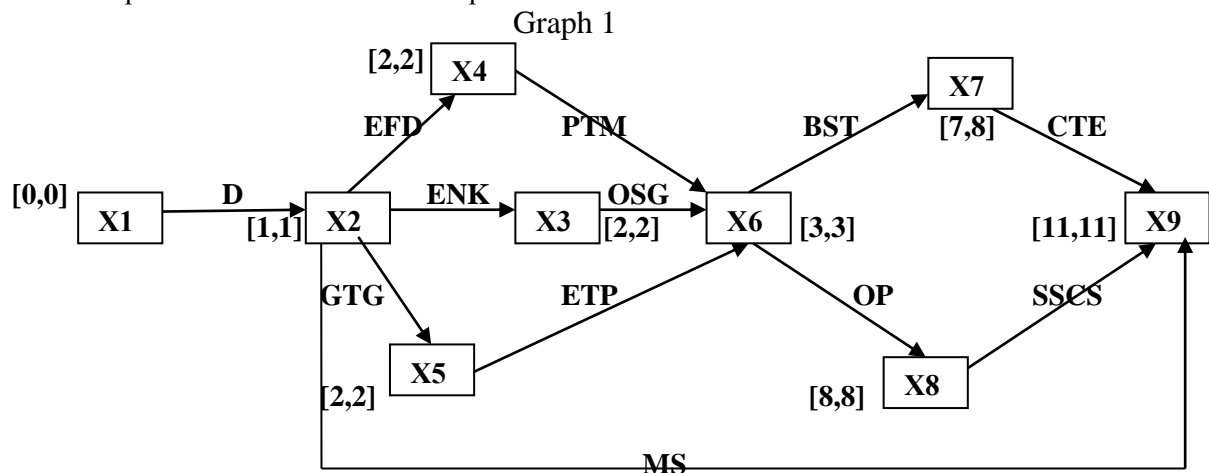 Graph 1
[2,2] X4 X7
EFD PTM BST [7,8] CTE
[0,0] D ENK OSG
X1 [1,1] X2 X3 [2,2] X6 [3,3] [11,11] X9
GTG ETP OP SSCS
X5
[2,2] [8,8] X8
MS